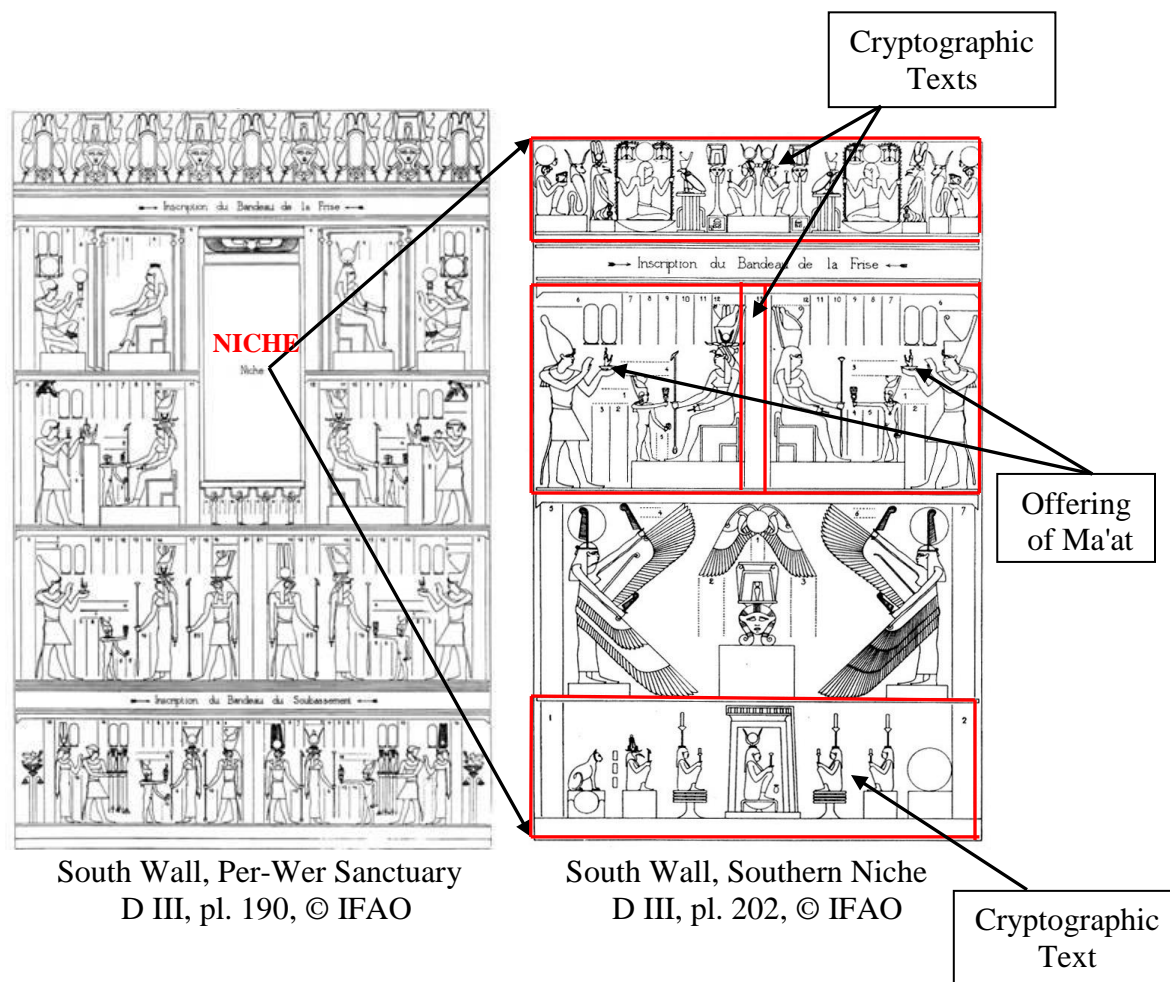 Cryptographic
Texts
Inscription du Bandeau de la Frise
Inscription du Bandeau de la Frise
NICHE
Niche
Offering
of Ma'at
Inscription du Bandeau du Soubassement
South Wall, Per-Wer Sanctuary
D III, pl. 190, © IFAO
South Wall, Southern Niche
D III, pl. 202, © IFAO
Cryptographic
Text